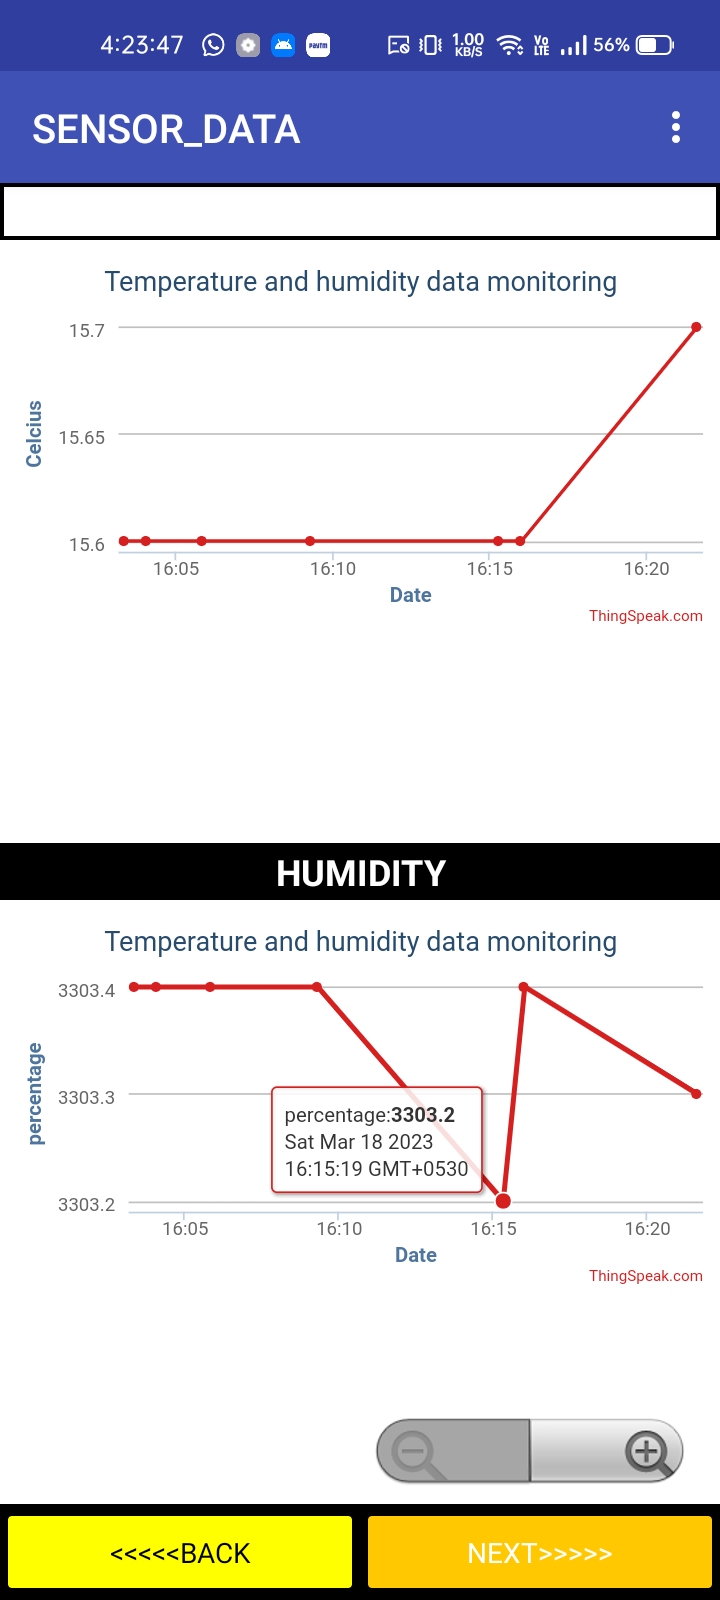 4:23:47 Paytm 1.00 KB/S Vo LTE 56%
SENSOR_DATA
Temperature and humidity data monitoring
15.7
15.65
15.6
Celcius
16:05 16:10 16:15 16:20
Date
ThingSpeak.com
HUMIDITY
Temperature and humidity data monitoring
3303.4
3303.3
3303.2
percentage
percentage:3303.2
Sat Mar 18 2023
16:15:19 GMT+0530
16:05 16:10 16:15 16:20
Date
ThingSpeak.com
<<<<<BACK NEXT>>>>>